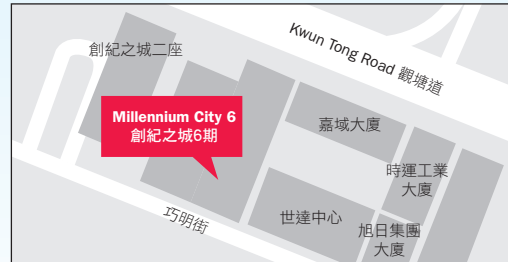 Kwun Tong Road 觀塘道
創紀之城二座
Millennium City 6
創紀之城6期
嘉域大廈
時運工業
大廈
世達中心
巧明街
旭日集團
大廈